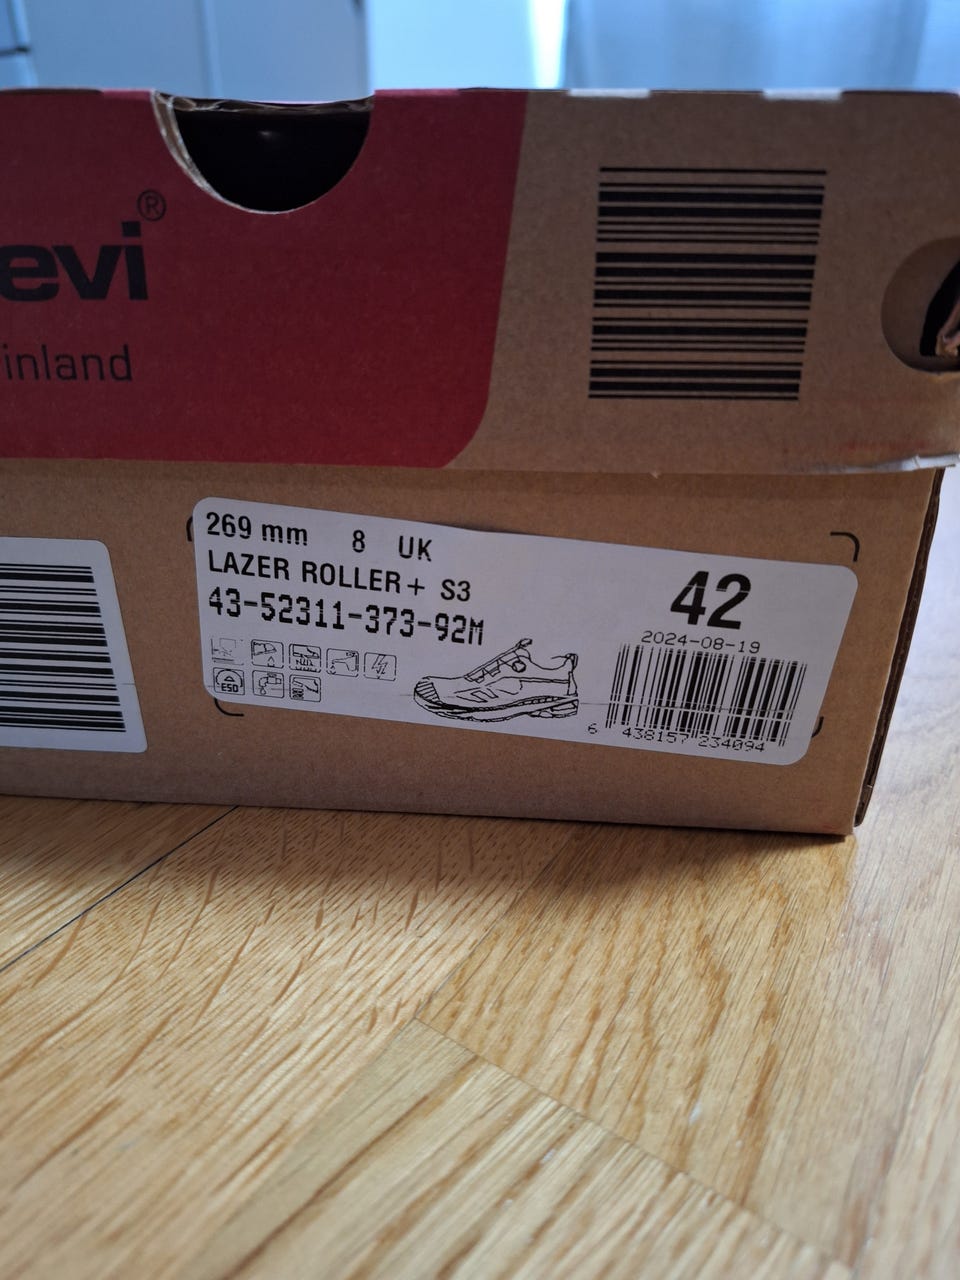 evi®
inland
269 mm 8 UK
LAZER ROLLER+ S3
43-52311-373-92M
42
2024-08-19
ESD
6 438157 234094